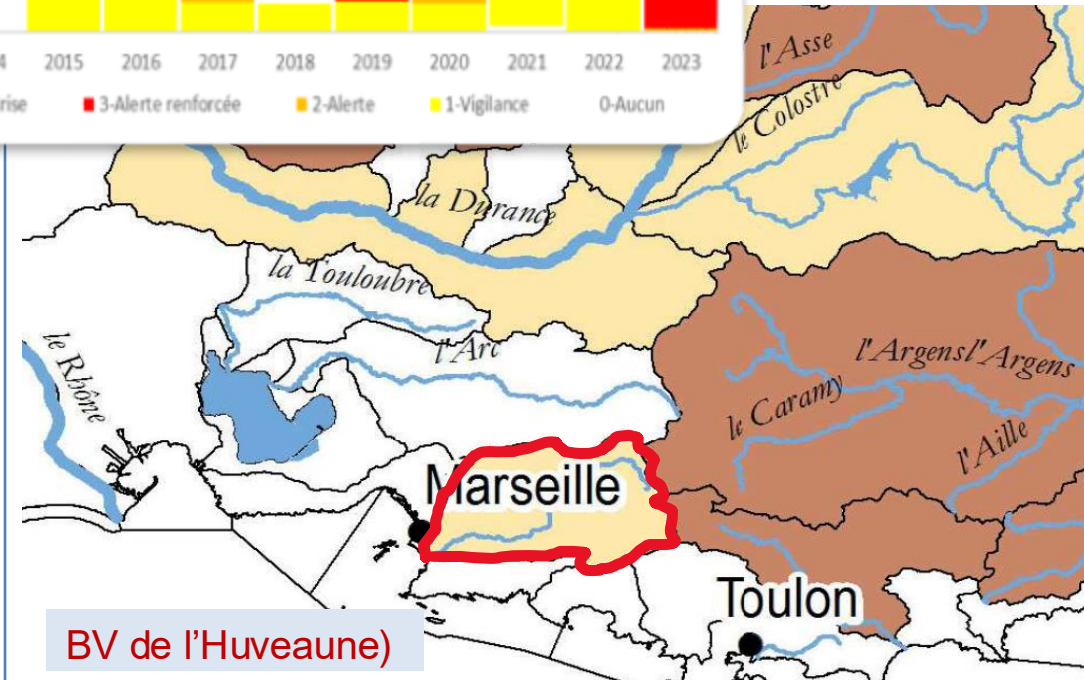 4 2015 2016 2017 2018 2019 2020 2021 2022 2023
rise 3-Alerte renforcée 2-Alerte 1-Vigilance 0-Aucun
l'Asse
le Colostre
la Durance
la Touloubre
l'Arc
le Rhône
l'Argens l'Argens
le Caramy
l'Aille
Marseille
Toulon
BV de l'Huveaune)